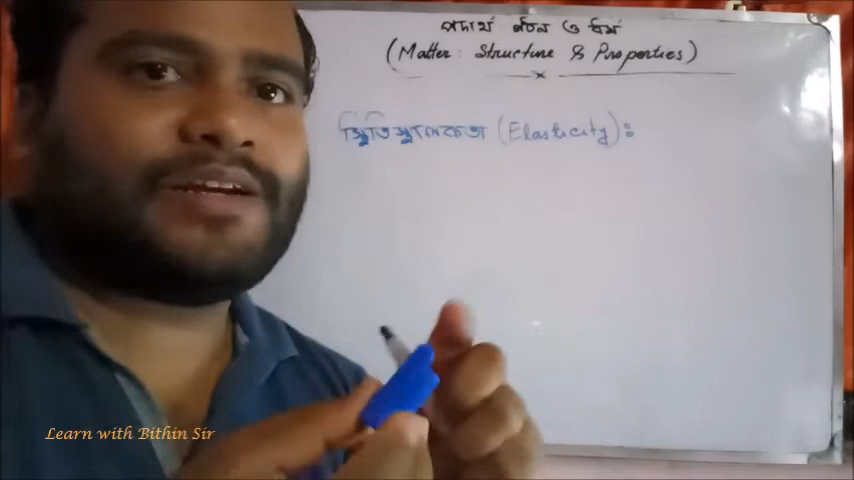 পদার্থ গঠন ও ধর্ম
(Matter: Structure & Properties)
স্থিতিস্থাপকতা (Elasticity):
Learn with Bithin Sir